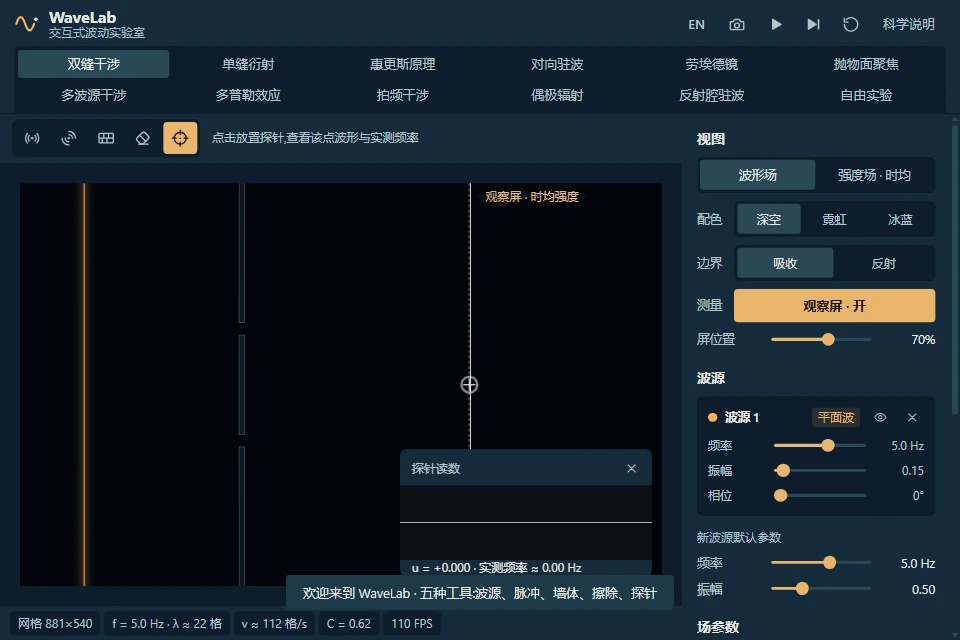 WaveLab
交互式波动实验室
EN
科学说明
双缝干涉 单缝衍射 惠更斯原理 对向驻波 劳埃德镜 抛物面聚焦
多波源干涉 多普勒效应 拍频干涉 偶极辐射 反射腔驻波 自由实验
点击放置探针,查看该点波形与实测频率
观察屏 · 时均强度
探针读数
u = +0.000 · 实测频率 ≈ 0.00 Hz
欢迎来到 WaveLab · 五种工具:波源、脉冲、墙体、擦除、探针
网格 881×540 f = 5.0 Hz · λ ≈ 22 格 v ≈ 112 格/s C = 0.62 110 FPS
视图
波形场 强度场 · 时均
配色 深空 霓虹 冰蓝
边界 吸收 反射
测量 观察屏 · 开
屏位置 70%
波源
波源 1 平面波
频率 5.0 Hz
振幅 0.15
相位 0°
新波源默认参数
频率 5.0 Hz
振幅 0.50
场参数